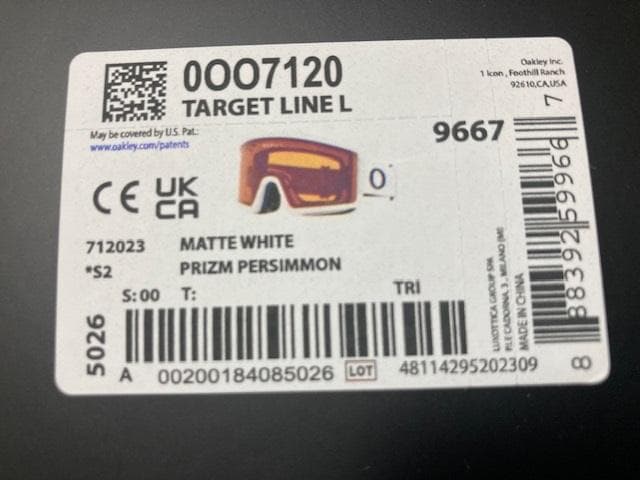 0OO7120
TARGET LINE L
Oakley Inc.
1 Icon, Foothill Ranch
92610,CA,USA
May be covered by U.S. Pat.:
www.oakley.com/patents
9667
CE UK
CA
O
712023 MATTE WHITE
*S2 PRIZM PERSIMMON
S: 00 T: TRI
5026
A 00200184085026 LOT 48114295202309
LUXOTTICA GROUP SPA
P.LE CADORNA, 3, MILANO (MI)
MADE IN CHINA
8 883925 9966 7